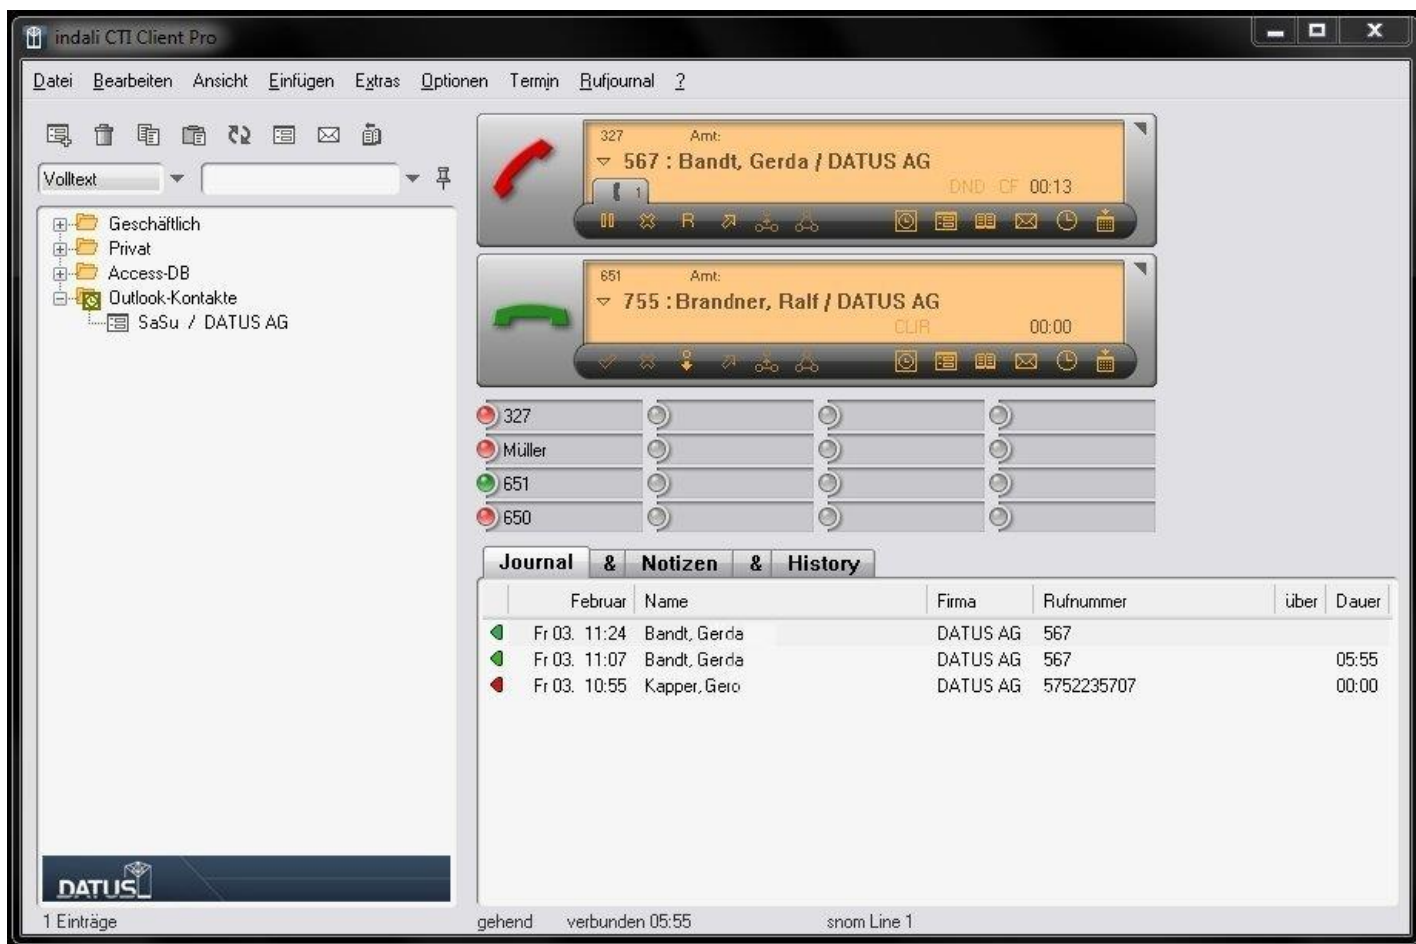 indali CTI Client Pro
Datei Bearbeiten Ansicht Einfügen Extras Optionen Termin Rufjournal ?
Volltext
Geschäftlich
Privat
Access-DB
Outlook-Kontakte
SaSu / DATUS AG
DATUS
1 Einträge
327 Amt:
567 : Bandt, Gerda / DATUS AG
1
DND CF 00:13
R
651 Amt:
755 : Brandner, Ralf / DATUS AG
CLIR 00:00
327
Müller
651
650
Journal & Notizen & History
Februar Name Firma Rufnummer über Dauer
Fr 03. 11:24 Bandt, Gerda DATUS AG 567
Fr 03. 11:07 Bandt, Gerda DATUS AG 567 05:55
Fr 03. 10:55 Kapper, Gero DATUS AG 5752235707 00:00
gehend verbunden 05:55 snom Line 1